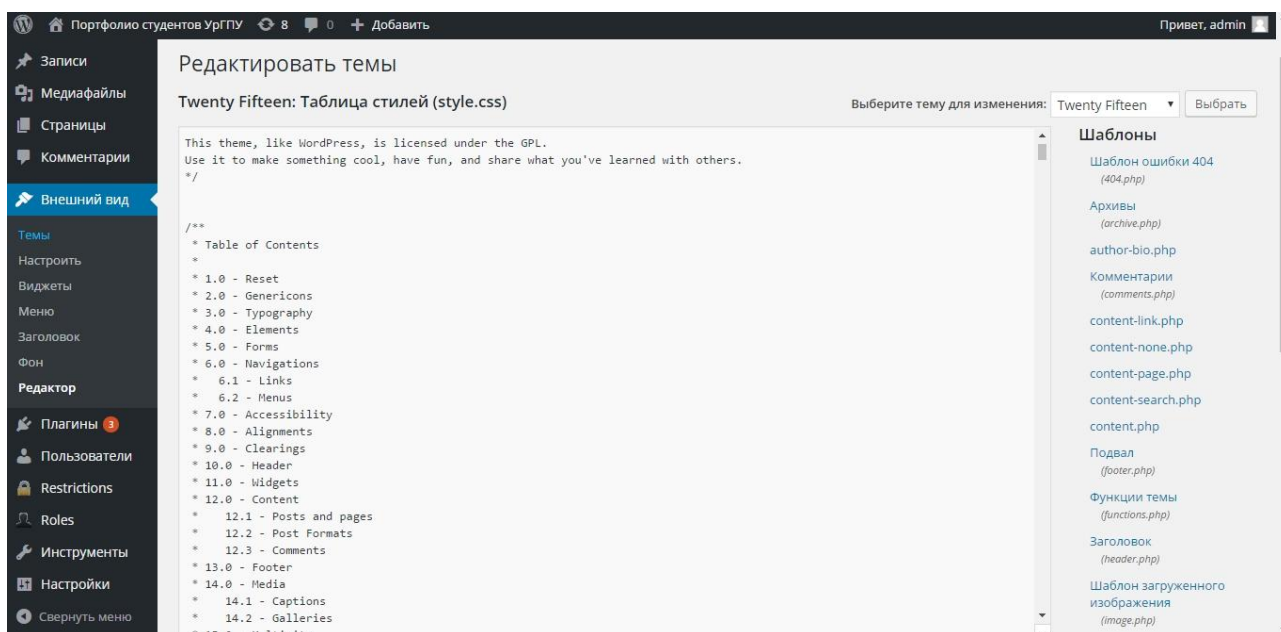 Портфолио студентов УрГПУ 8 0 + Добавить Привет, admin
Записи
Медиафайлы
Страницы
Комментарии
Внешний вид
Темы
Настроить
Виджеты
Меню
Заголовок
Фон
Редактор
Плагины 3
Пользователи
Restrictions
Roles
Инструменты
Настройки
Свернуть меню
Редактировать темы
Twenty Fifteen: Таблица стилей (style.css)
Выберите тему для изменения: Twenty Fifteen Выбрать
This theme, like WordPress, is licensed under the GPL.
Use it to make something cool, have fun, and share what you've learned with others.
*/
/**
* Table of Contents
*
* 1.0 - Reset
* 2.0 - Genericons
* 3.0 - Typography
* 4.0 - Elements
* 5.0 - Forms
* 6.0 - Navigations
* 6.1 - Links
* 6.2 - Menus
* 7.0 - Accessibility
* 8.0 - Alignments
* 9.0 - Clearings
* 10.0 - Header
* 11.0 - Widgets
* 12.0 - Content
* 12.1 - Posts and pages
* 12.2 - Post Formats
* 12.3 - Comments
* 13.0 - Footer
* 14.0 - Media
* 14.1 - Captions
* 14.2 - Galleries
Шаблоны
Шаблон ошибки 404
(404.php)
Архивы
(archive.php)
author-bio.php
Комментарии
(comments.php)
content-link.php
content-none.php
content-page.php
content-search.php
content.php
Подвал
(footer.php)
Функции темы
(functions.php)
Заголовок
(header.php)
Шаблон загруженного
изображения
(image.php)